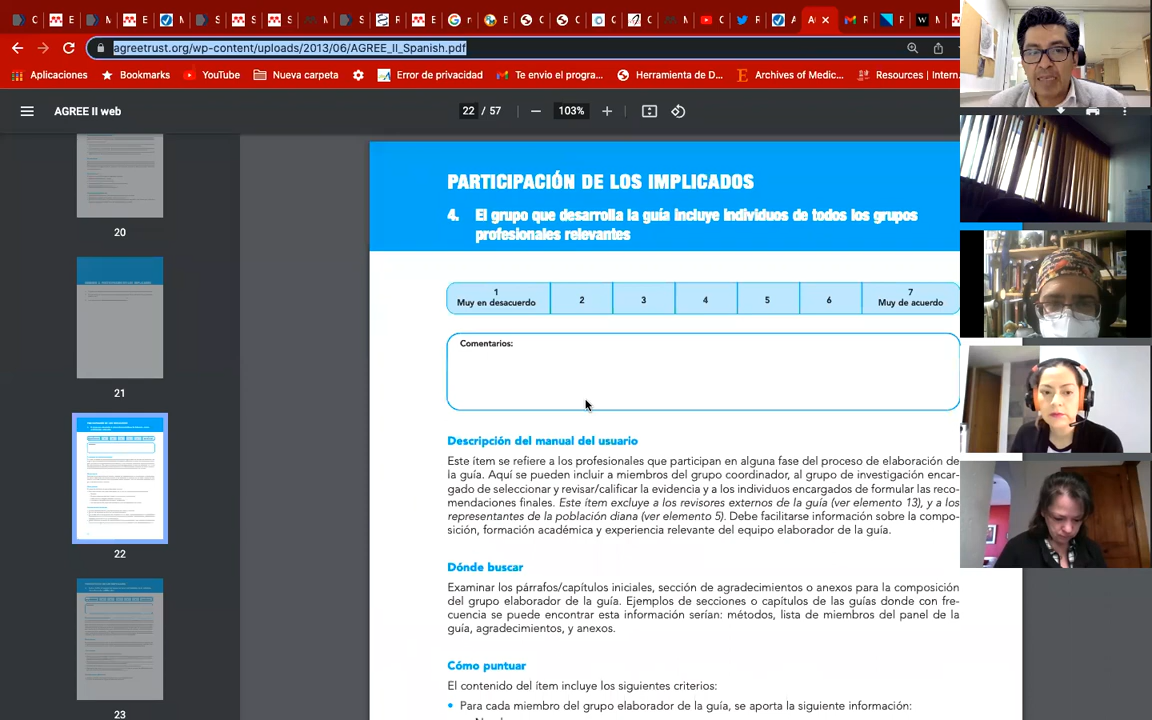 agreetrust.org/wp-content/uploads/2013/06/AGREE_II_Spanish.pdf
Aplicaciones
Bookmarks
YouTube
Nueva carpeta
Error de privacidad
Te envio el progra...
Herramienta de D...
Archives of Medic...
Resources | Intern...
AGREE II web
22 / 57
103%
20
21
22
23
PARTICIPACIÓN DE LOS IMPLICADOS
4. El grupo que desarrolla la guía incluye individuos de todos los grupos
profesionales relevantes
1 2 3 4 5 6 7
Muy en desacuerdo Muy de acuerdo
Comentarios:
Descripción del manual del usuario
Este ítem se refiere a los profesionales que participan en alguna fase del proceso de elaboración de
la guía. Aquí se pueden incluir a miembros del grupo coordinador, al grupo de investigación encar-
gado de seleccionar y revisar/calificar la evidencia y a los individuos encargados de formular las reco-
mendaciones finales. Este ítem excluye a los revisores externos de la guía (ver elemento 13), y a los
representantes de la población diana (ver elemento 5). Debe facilitarse información sobre la compo-
sición, formación académica y experiencia relevante del equipo elaborador de la guía.
Dónde buscar
Examinar los párrafos/capítulos iniciales, sección de agradecimientos o anexos para la composición
del grupo elaborador de la guía. Ejemplos de secciones o capítulos de las guías donde con fre-
cuencia se puede encontrar esta información serían: métodos, lista de miembros del panel de la
guía, agradecimientos, y anexos.
Cómo puntuar
El contenido del ítem incluye los siguientes criterios:
• Para cada miembro del grupo elaborador de la guía, se aporta la siguiente información: